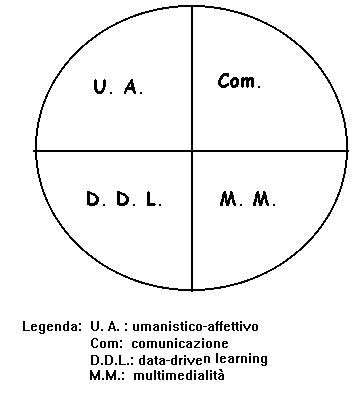 U. A.
Com.
D. D. L.
M. M.
Legenda: U. A. : umanistico-affettivo
Com: comunicazione
D.D.L.: data-driven learning
M.M.: multimedialità